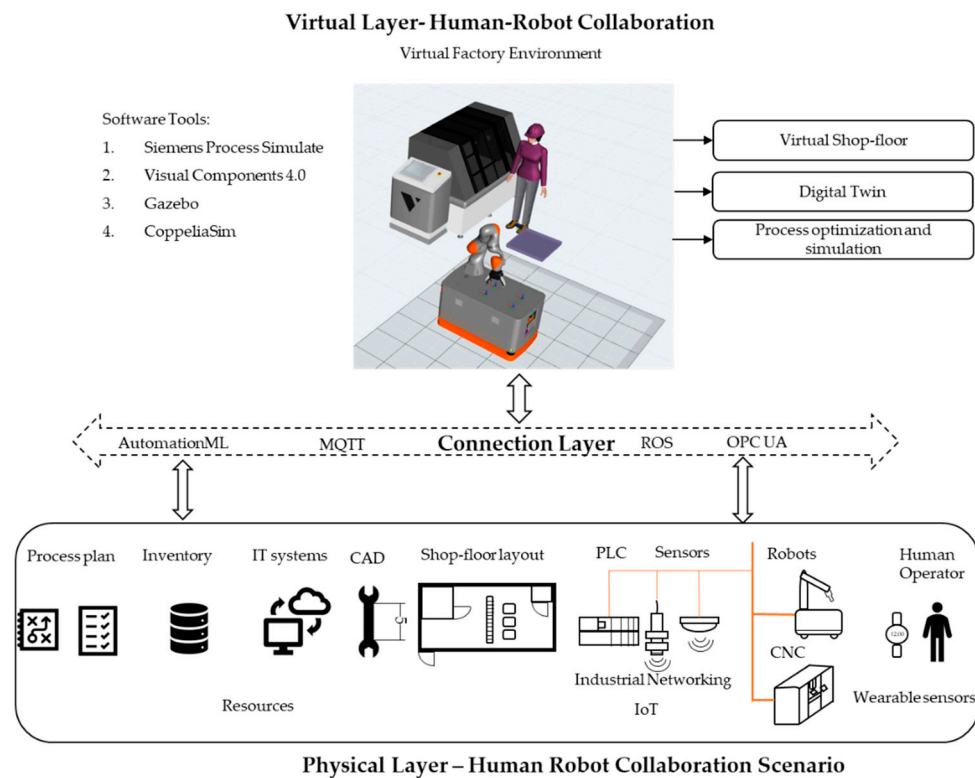 Virtual Layer- Human-Robot Collaboration
Virtual Factory Environment
Software Tools:
1. Siemens Process Simulate
2. Visual Components 4.0
3. Gazebo
4. CoppeliaSim
Virtual Shop-floor
Digital Twin
Process optimization and
simulation
AutomationML MQTT Connection Layer ROS OPC UA
Process plan
Inventory
IT systems
CAD
5
Shop-floor layout
PLC
Sensors
Robots
Human
Operator
12:00
CNC
Industrial Networking
IoT
Resources
Wearable sensors
Physical Layer – Human Robot Collaboration Scenario